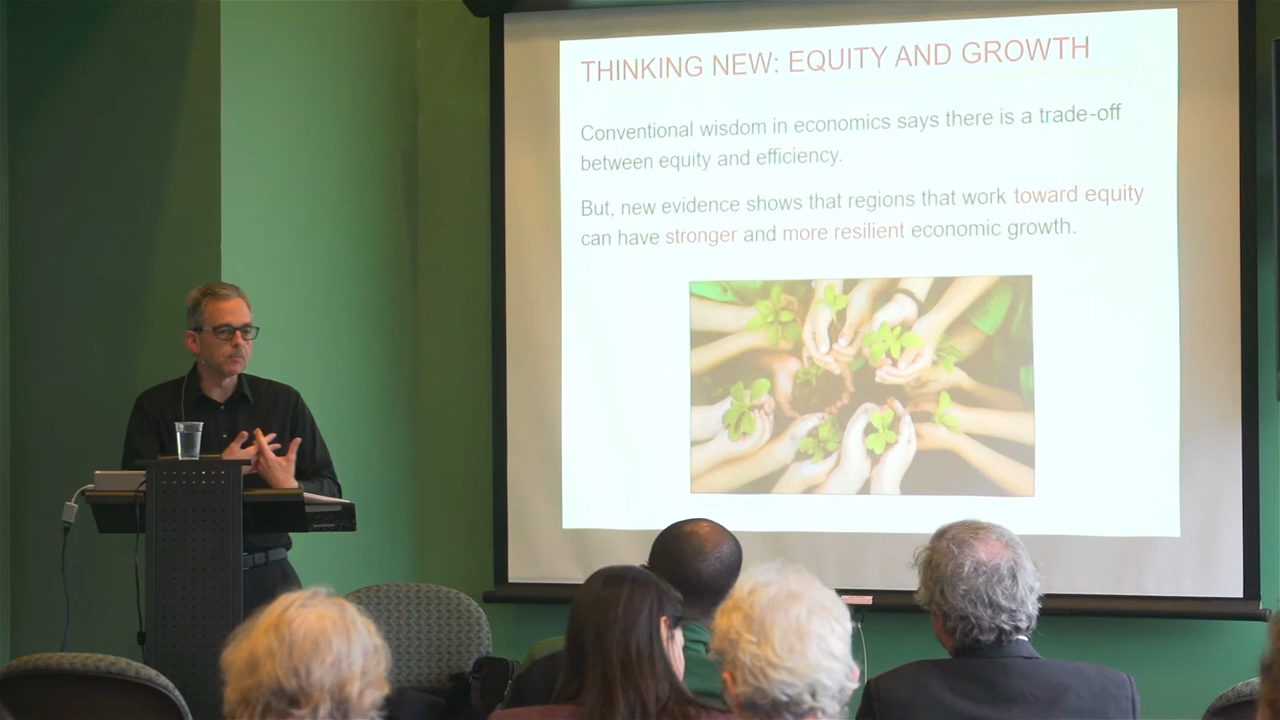 THINKING NEW: EQUITY AND GROWTH
Conventional wisdom in economics says there is a trade-off
between equity and efficiency.
But, new evidence shows that regions that work toward equity
can have stronger and more resilient economic growth.